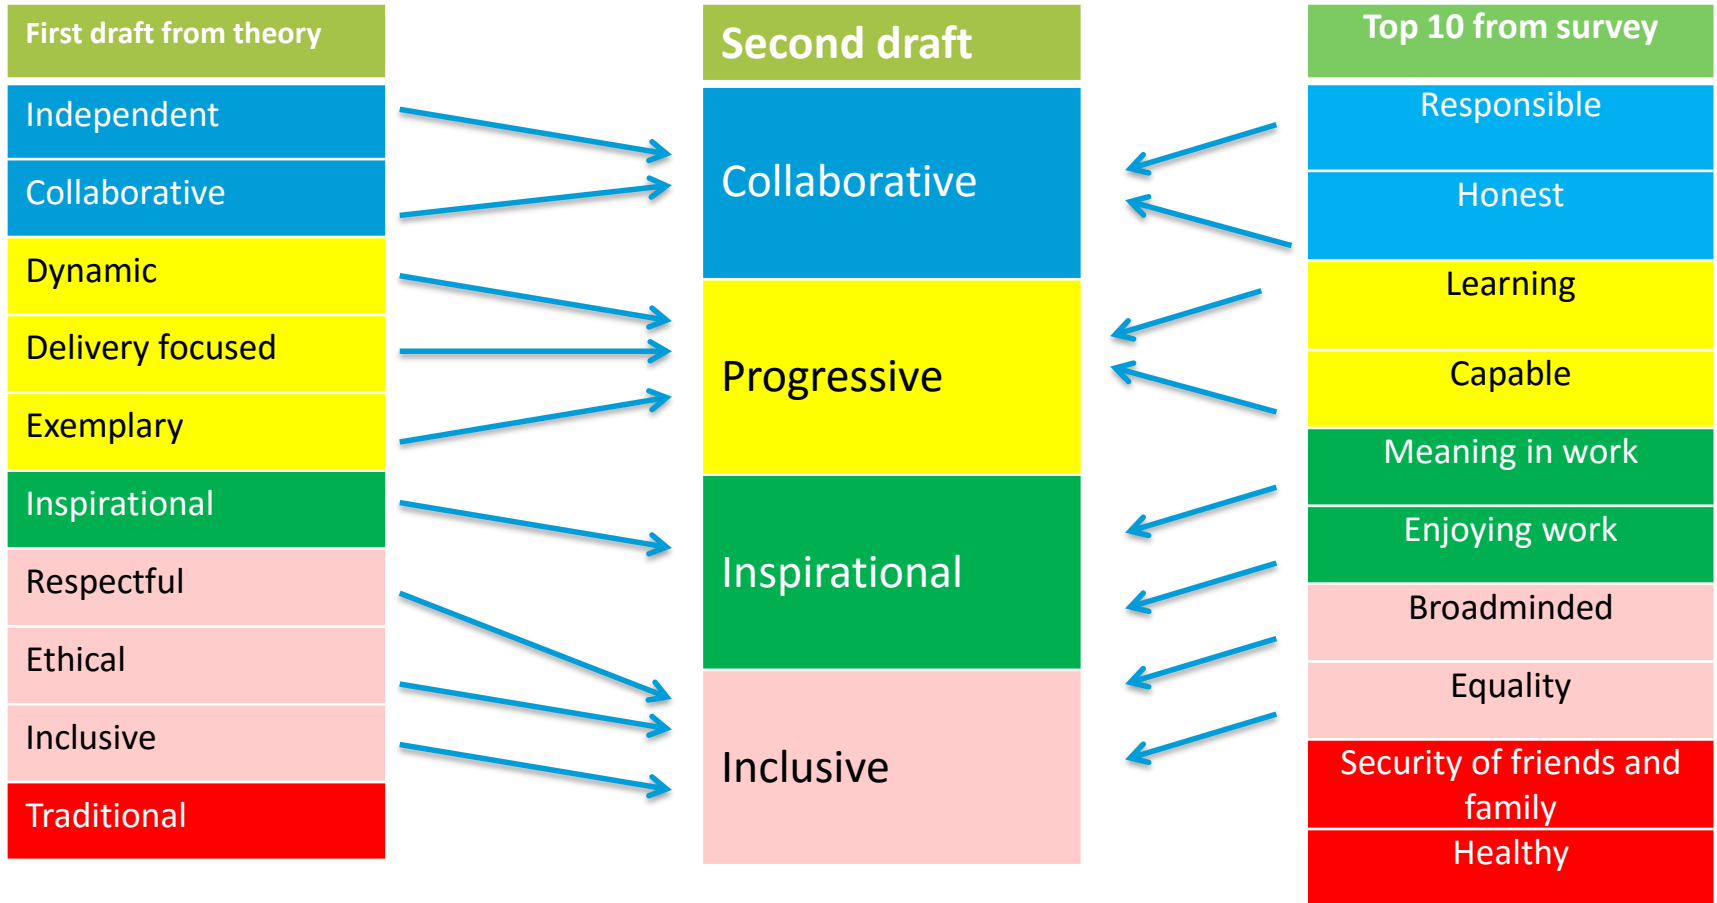 First draft from theory
Independent
Collaborative
Dynamic
Delivery focused
Exemplary
Inspirational
Respectful
Ethical
Inclusive
Traditional
Second draft
Collaborative
Progressive
Inspirational
Inclusive
Top 10 from survey
Responsible
Honest
Learning
Capable
Meaning in work
Enjoying work
Broadminded
Equality
Security of friends and
family
Healthy